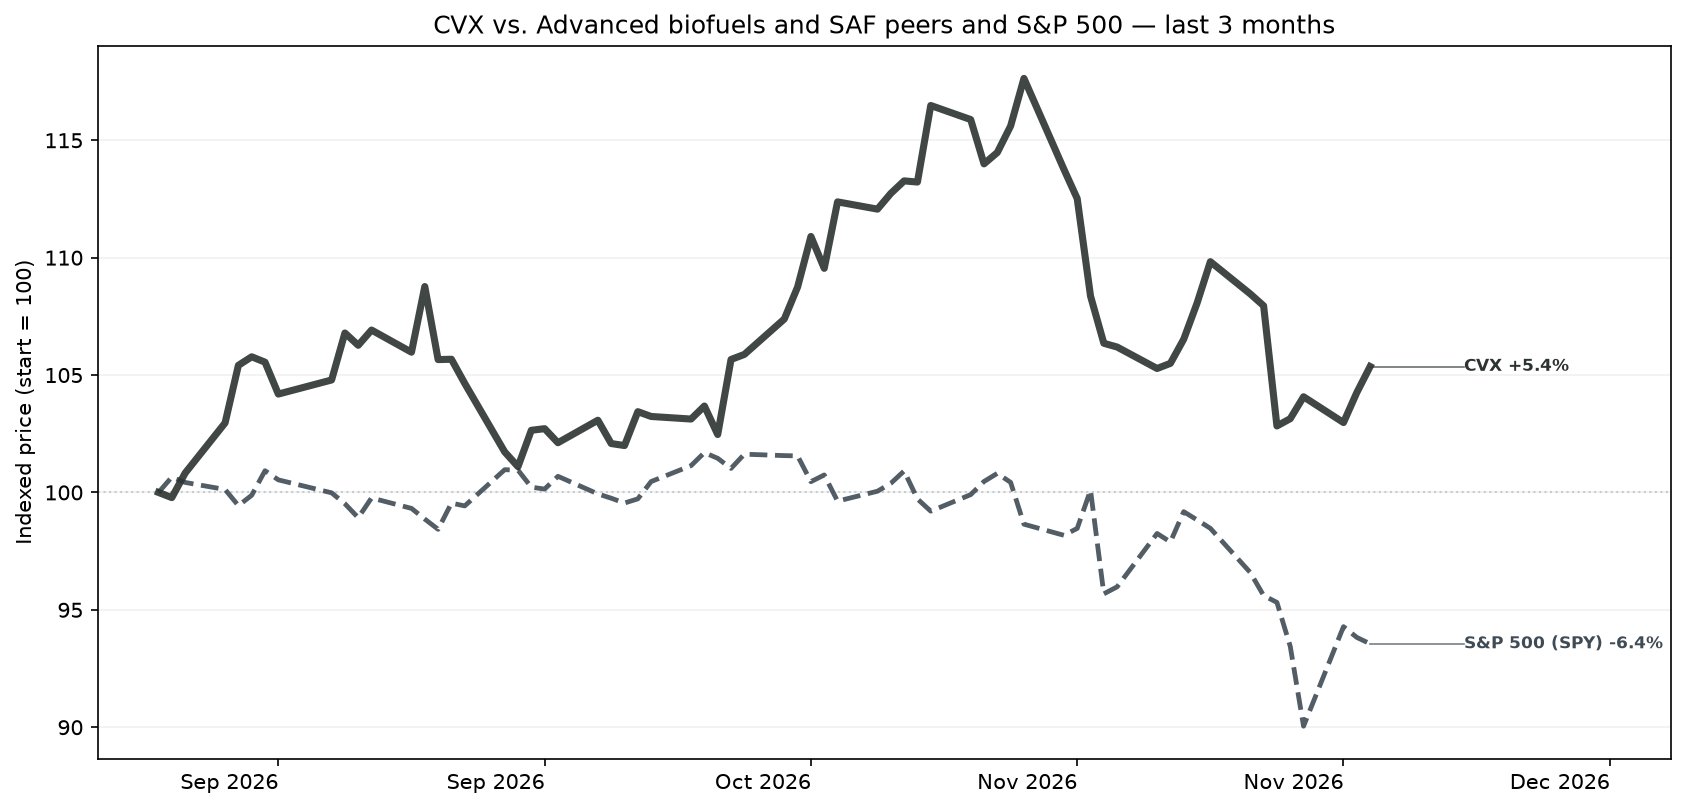 CVX vs. Advanced biofuels and SAF peers and S&P 500 — last 3 months
Indexed price (start = 100)
115
110
105
100
95
90
CVX +5.4%
S&P 500 (SPY) -6.4%
Sep 2026
Sep 2026
Oct 2026
Nov 2026
Nov 2026
Dec 2026